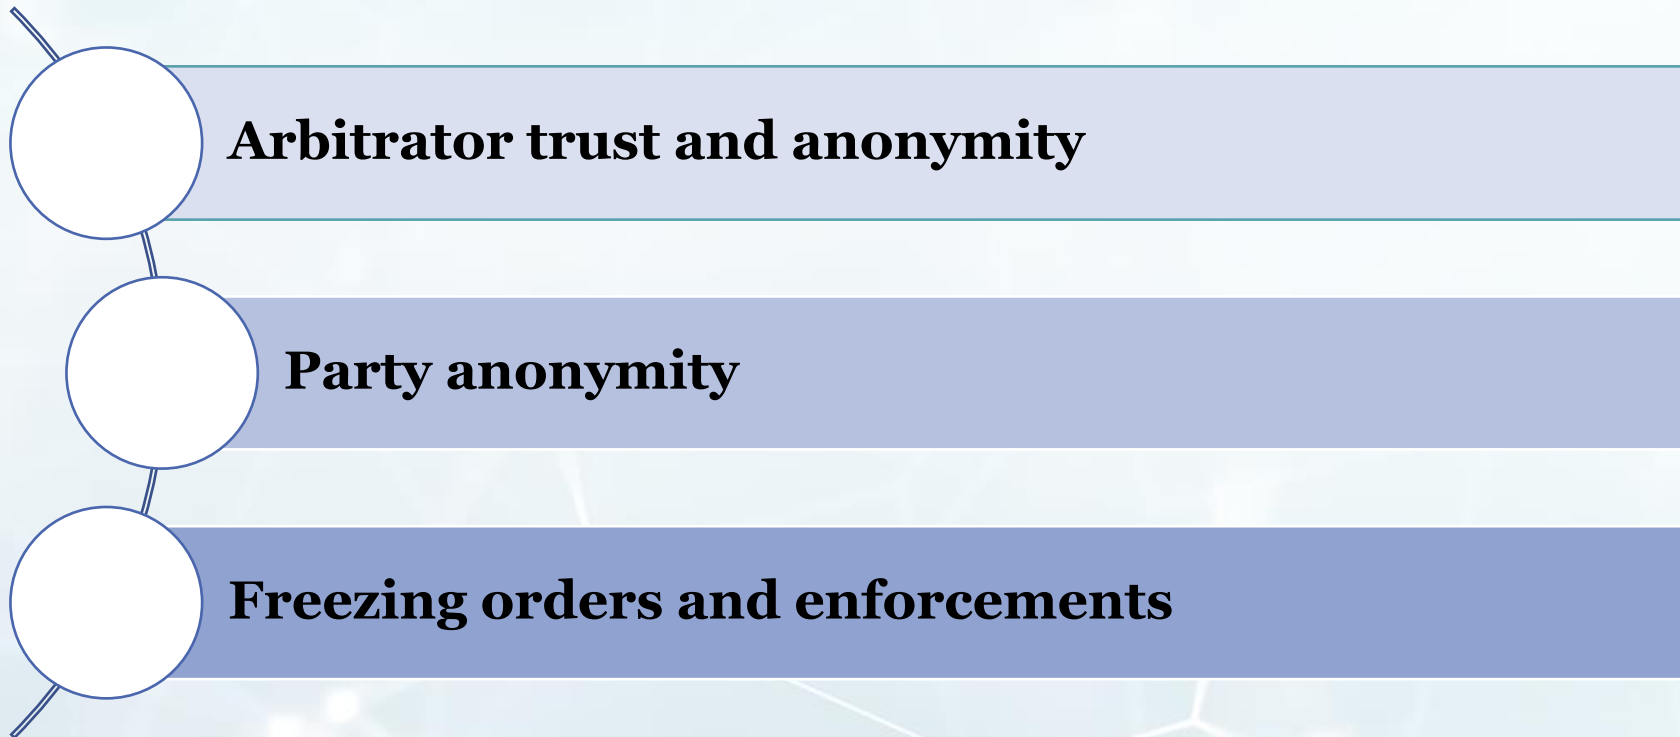 Arbitrator trust and anonymity
Party anonymity
Freezing orders and enforcements